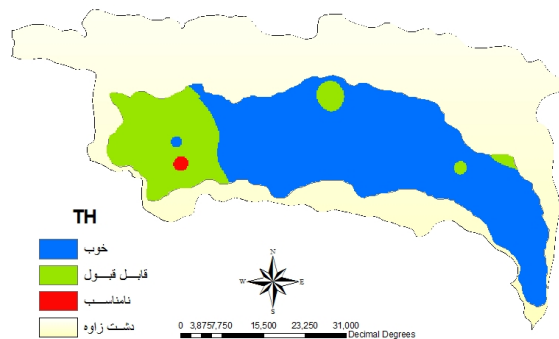 TH
خوب
قابل قبول
نامناسب
دشت زاوه
N
W E
S
0 3,8757,750 15,500 23,250 31,000
Decimal Degrees